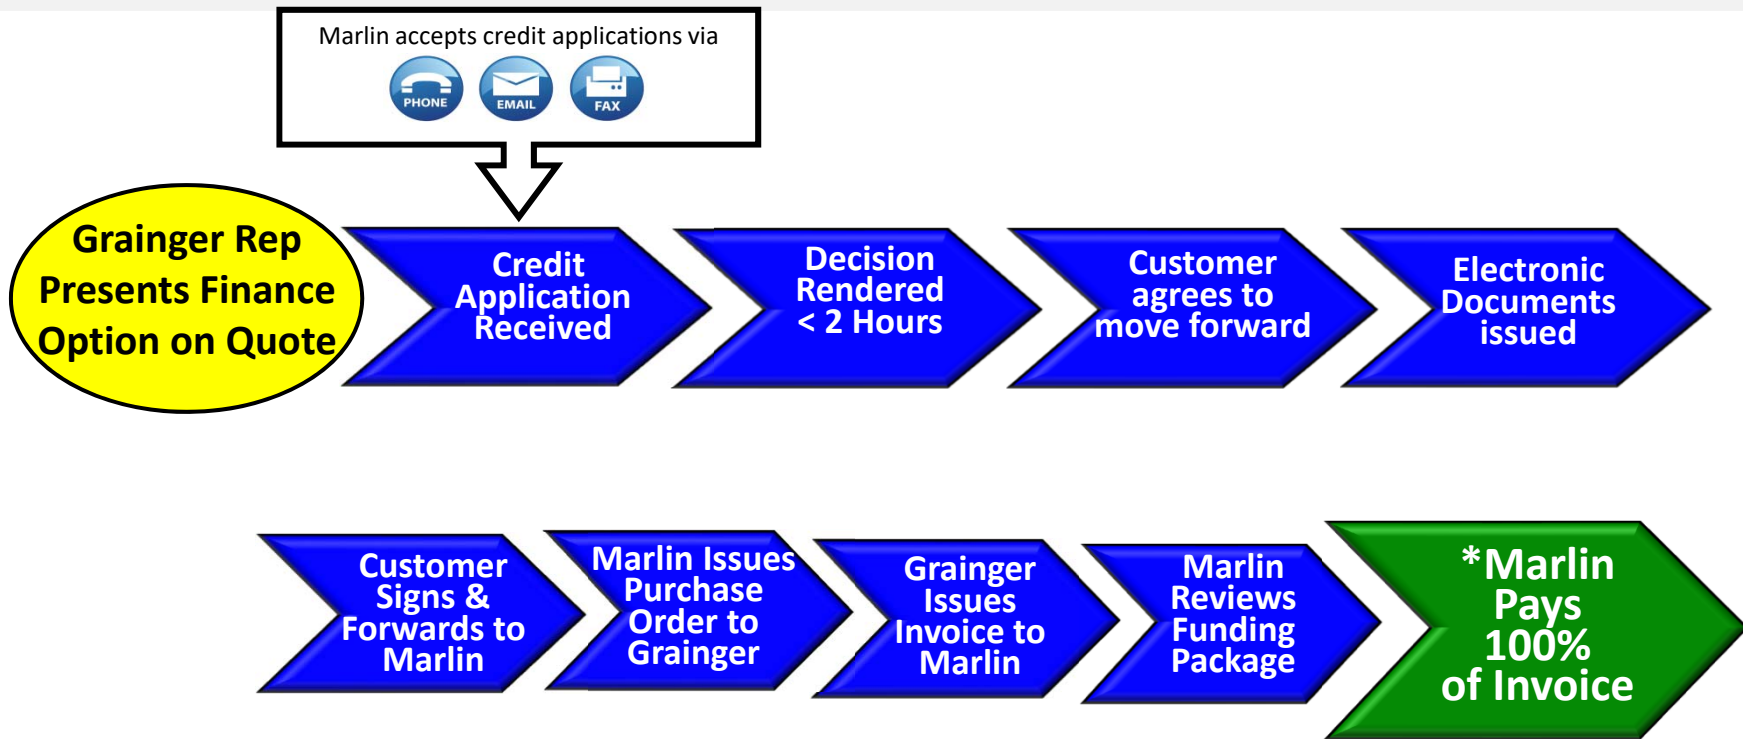 Marlin accepts credit applications via
PHONE
EMAIL
FAX
Grainger Rep
Presents Finance
Option on Quote
Credit
Application
Received
Decision
Rendered
< 2 Hours
Customer
agrees to
move forward
Electronic
Documents
issued
Customer
Signs &
Forwards to
Marlin
Marlin Issues
Purchase
Order to
Grainger
Grainger
Issues
Invoice to
Marlin
Marlin
Reviews
Funding
Package
*Marlin
Pays
100%
of Invoice